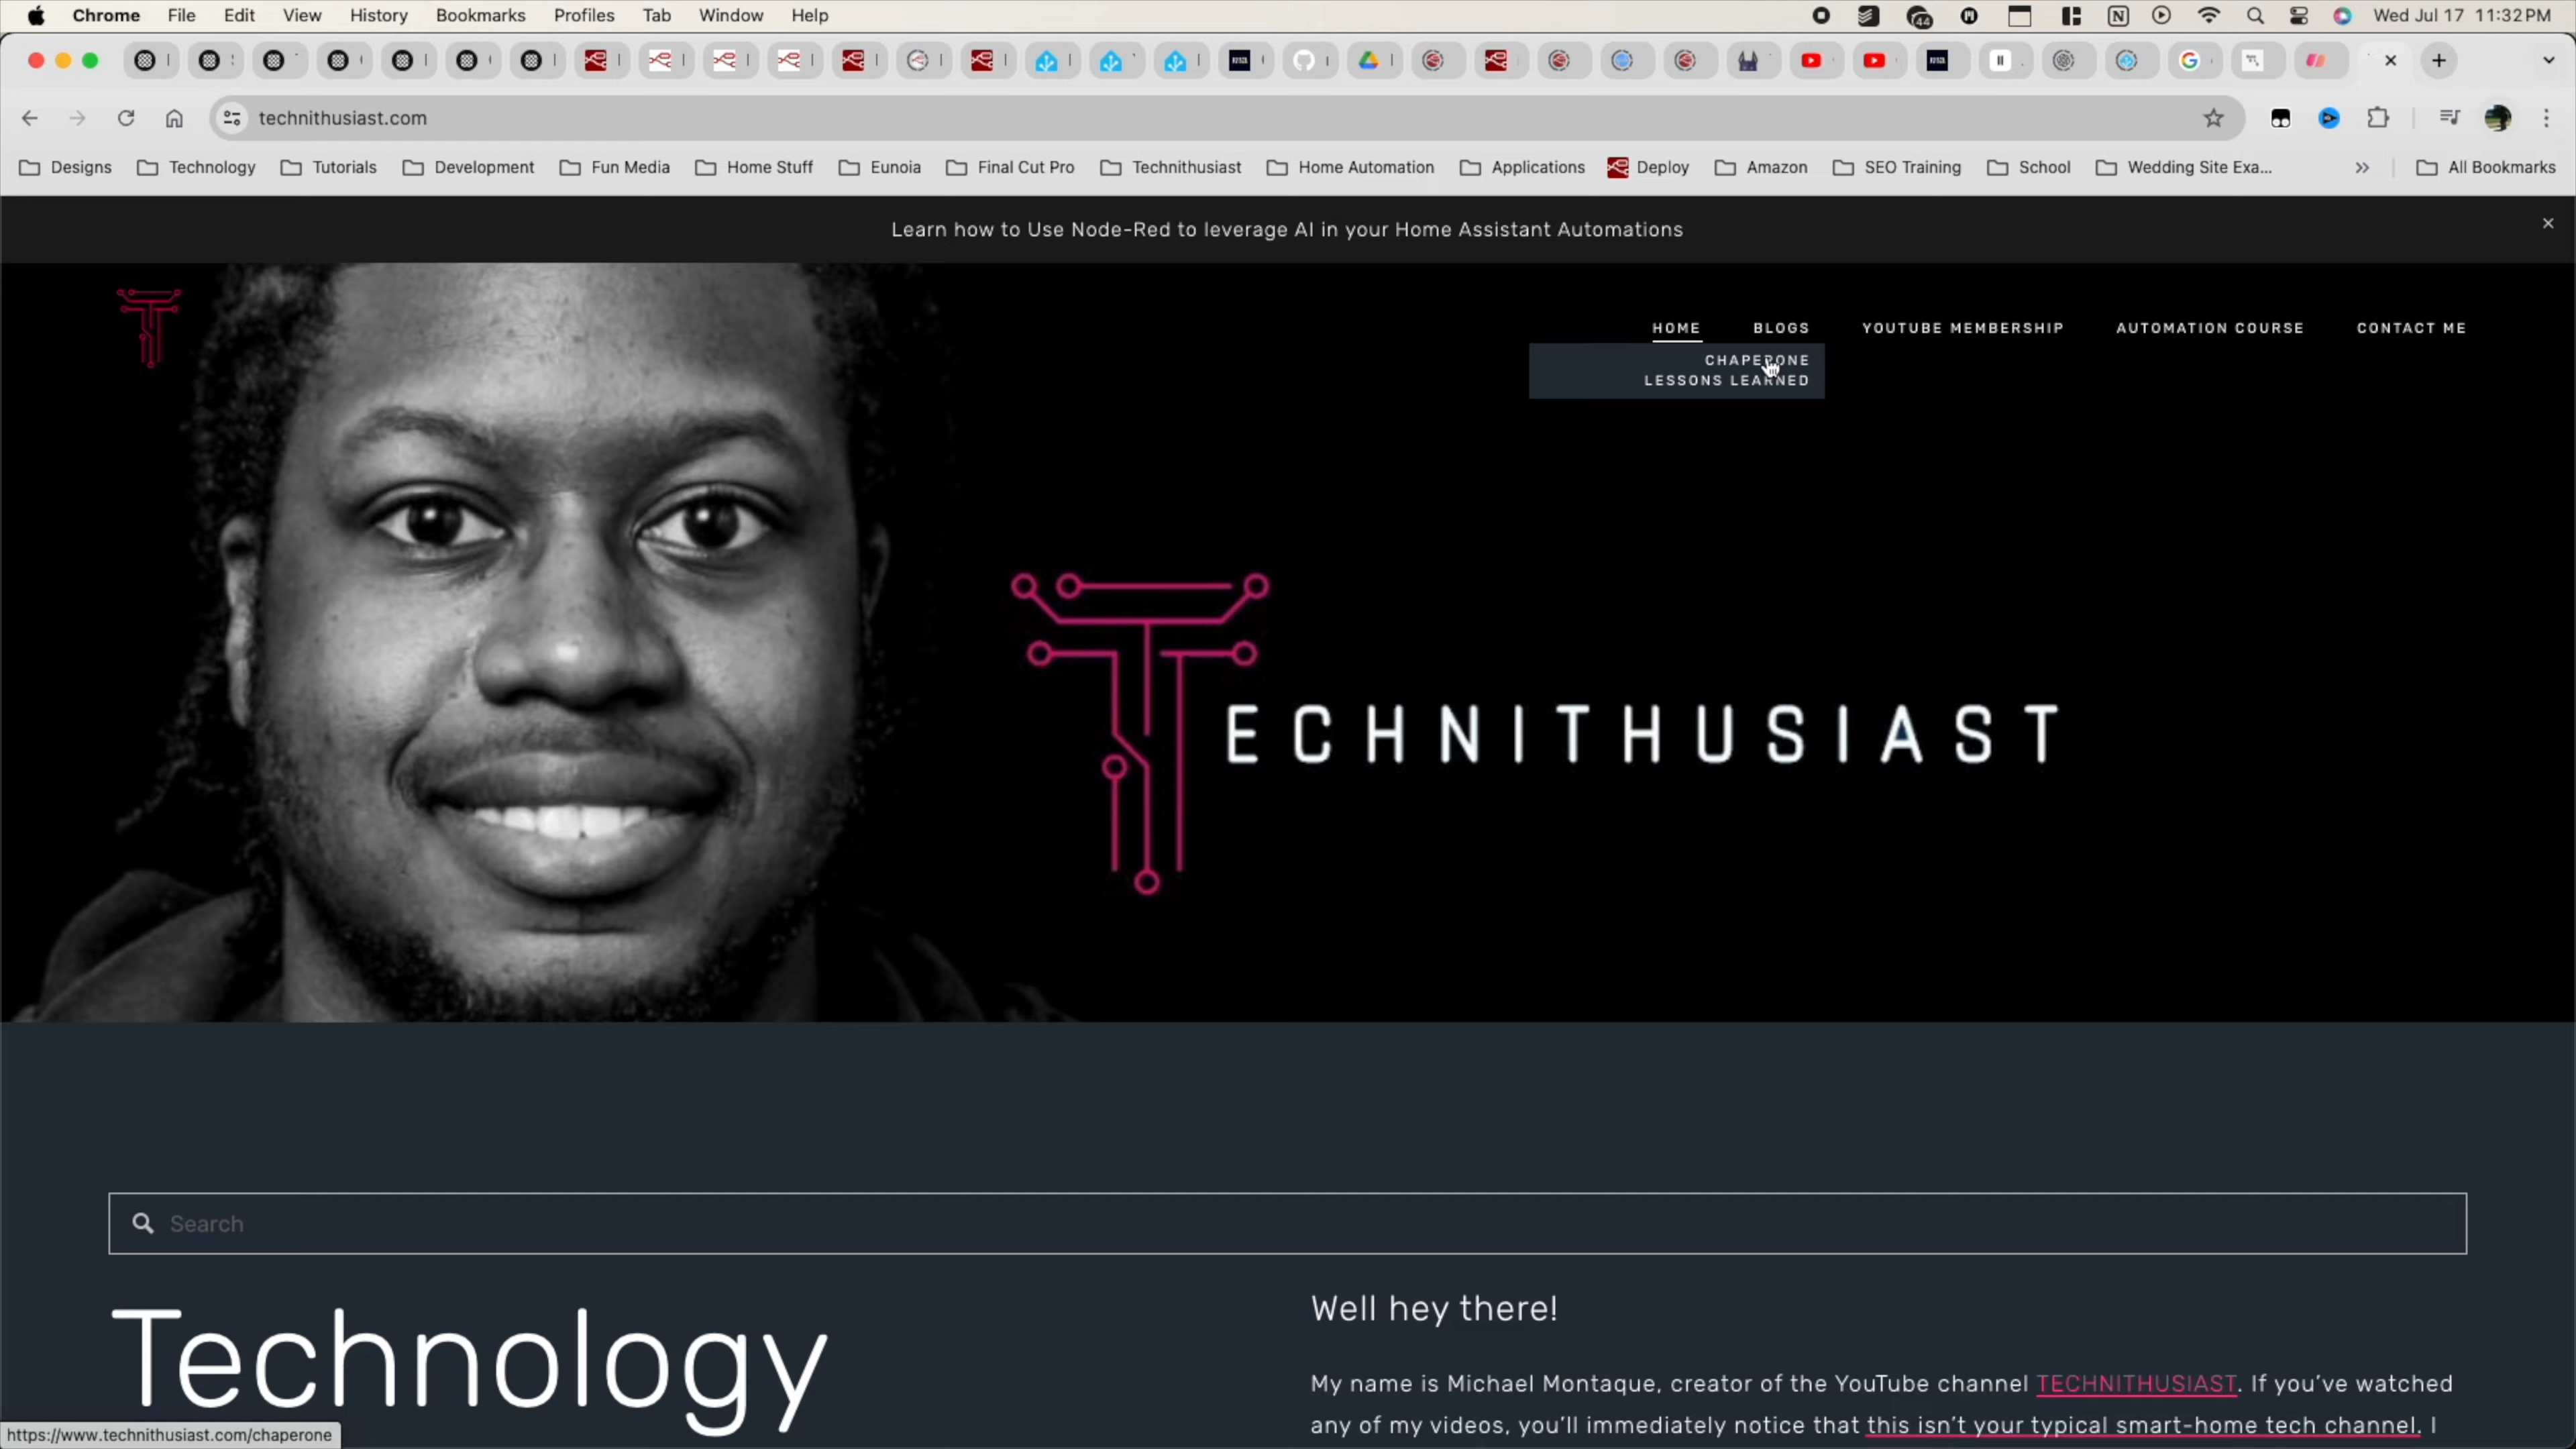 Chrome File Edit View History Bookmarks Profiles Tab Window Help 44 Wed Jul 17 11:32 PM
technithusiast.com
Designs Technology Tutorials Development Fun Media Home Stuff Eunoia Final Cut Pro Technithusiast Home Automation Applications Deploy Amazon SEO Training School Wedding Site Exa... » All Bookmarks
Learn how to Use Node-Red to leverage AI in your Home Assistant Automations
HOME BLOGS YOUTUBE MEMBERSHIP AUTOMATION COURSE CONTACT ME
CHAPERONE
LESSONS LEARNED
TECHNITHUSIAST
Search
Technology
Well hey there!
My name is Michael Montaque, creator of the YouTube channel TECHNITHUSIAST. If you've watched
any of my videos, you'll immediately notice that this isn't your typical smart-home tech channel. I
https://www.technithusiast.com/chaperone